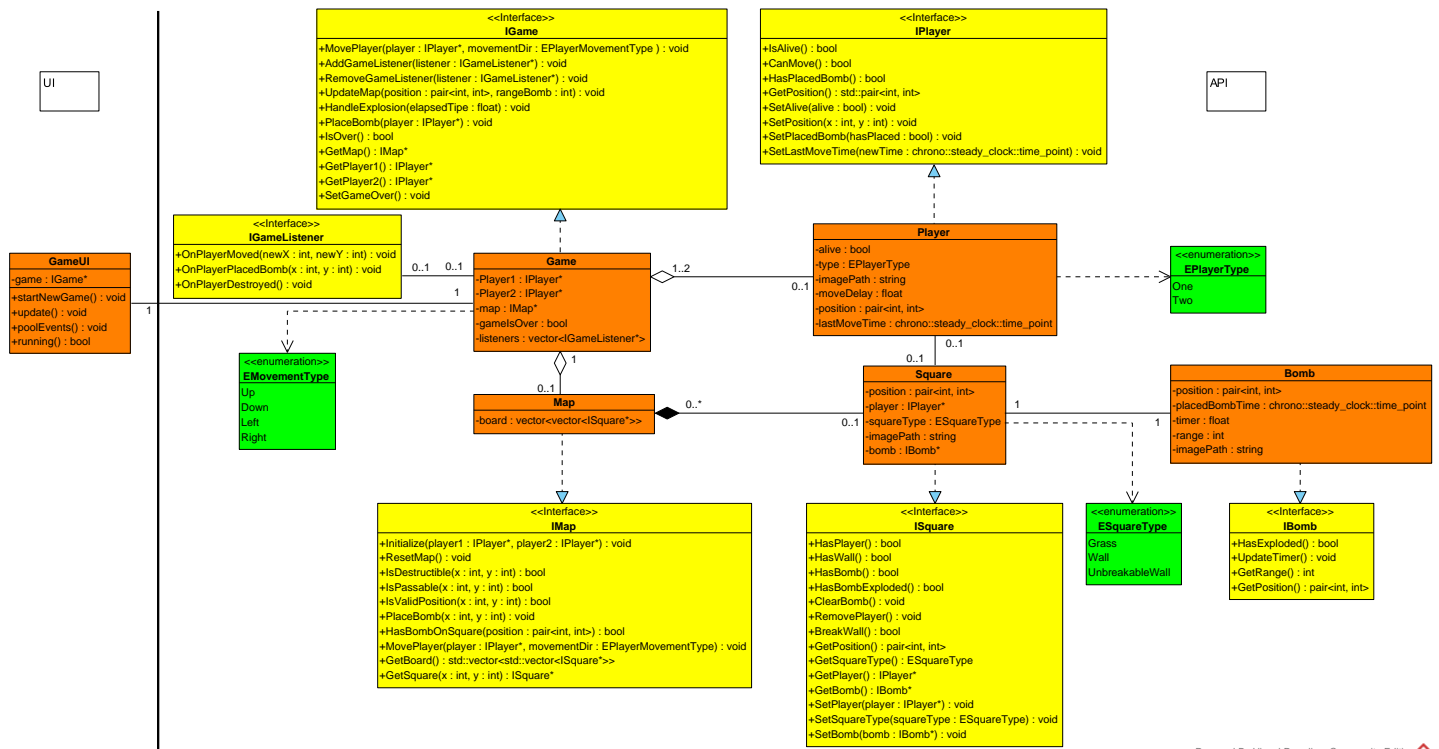 UI
API
<<Interface>>
IGame
+MovePlayer(player : IPlayer*, movementDir : EPlayerMovementType ) : void
+AddGameListener(listener : IGameListener*) : void
+RemoveGameListener(listener : IGameListener*) : void
+UpdateMap(position : pair<int, int>, rangeBomb : int) : void
+HandleExplosion(elapsedTipe : float) : void
+PlaceBomb(player : IPlayer*) : void
+IsOver() : bool
+GetMap() : IMap*
+GetPlayer1() : IPlayer*
+GetPlayer2() : IPlayer*
+SetGameOver() : void
<<Interface>>
IPlayer
+IsAlive() : bool
+CanMove() : bool
+HasPlacedBomb() : bool
+GetPosition() : std::pair<int, int>
+SetAlive(alive : bool) : void
+SetPosition(x : int, y : int) : void
+SetPlacedBomb(hasPlaced : bool) : void
+SetLastMoveTime(newTime : chrono::steady_clock::time_point) : void
<<Interface>>
IGameListener
+OnPlayerMoved(newX : int, newY : int) : void
+OnPlayerPlacedBomb(x : int, y : int) : void
+OnPlayerDestroyed() : void
GameUI
-game : IGame*
+startNewGame() : void
+update() : void
+poolEvents() : void
+running() : bool
Game
-Player1 : IPlayer*
-Player2 : IPlayer*
-map : IMap*
-gameIsOver : bool
-listeners : vector<IGameListener*>
Player
-alive : bool
-type : EPlayerType
-imagePath : string
-moveDelay : float
-position : pair<int, int>
-lastMoveTime : chrono::steady_clock::time_point
<<enumeration>>
EPlayerType
One
Two
0..1
0..1
1
1
1..2
0..1
1
0..1
0..1
0..1
<<enumeration>>
EMovementType
Up
Down
Left
Right
Map
-board : vector<vector<ISquare*>>
0..*
0..1
Square
-position : pair<int, int>
-player : IPlayer*
-squareType : ESquareType
-imagePath : string
-bomb : IBomb*
1
1
Bomb
-position : pair<int, int>
-placedBombTime : chrono::steady_clock::time_point
-timer : float
-range : int
-imagePath : string
<<Interface>>
IMap
+Initialize(player1 : IPlayer*, player2 : IPlayer*) : void
+ResetMap() : void
+IsDestructible(x : int, y : int) : bool
+IsPassable(x : int, y : int) : bool
+IsValidPosition(x : int, y : int) : bool
+PlaceBomb(x : int, y : int) : void
+HasBombOnSquare(position : pair<int, int>) : bool
+MovePlayer(player : IPlayer*, movementDir : EPlayerMovementType) : void
+GetBoard() : std::vector<std::vector<ISquare*>>
+GetSquare(x : int, y : int) : ISquare*
<<Interface>>
ISquare
+HasPlayer() : bool
+HasWall() : bool
+HasBomb() : bool
+HasBombExploded() : bool
+ClearBomb() : void
+RemovePlayer() : void
+BreakWall() : bool
+GetPosition() : pair<int, int>
+GetSquareType() : ESquareType
+GetPlayer() : IPlayer*
+GetBomb() : IBomb*
+SetPlayer(player : IPlayer*) : void
+SetSquareType(squareType : ESquareType) : void
+SetBomb(bomb : IBomb*) : void
<<enumeration>>
ESquareType
Grass
Wall
UnbreakableWall
<<Interface>>
IBomb
+HasExploded() : bool
+UpdateTimer() : void
+GetRange() : int
+GetPosition() : pair<int, int>